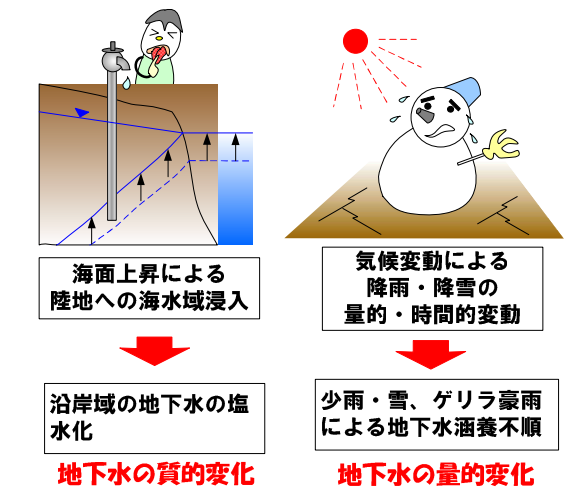 海面上昇による
陸地への海水域浸入
沿岸域の地下水の塩
水化
地下水の質的変化
気候変動による
降雨・降雪の
量的・時間的変動
少雨・雪、ゲリラ豪雨
による地下水涵養不順
地下水の量的変化